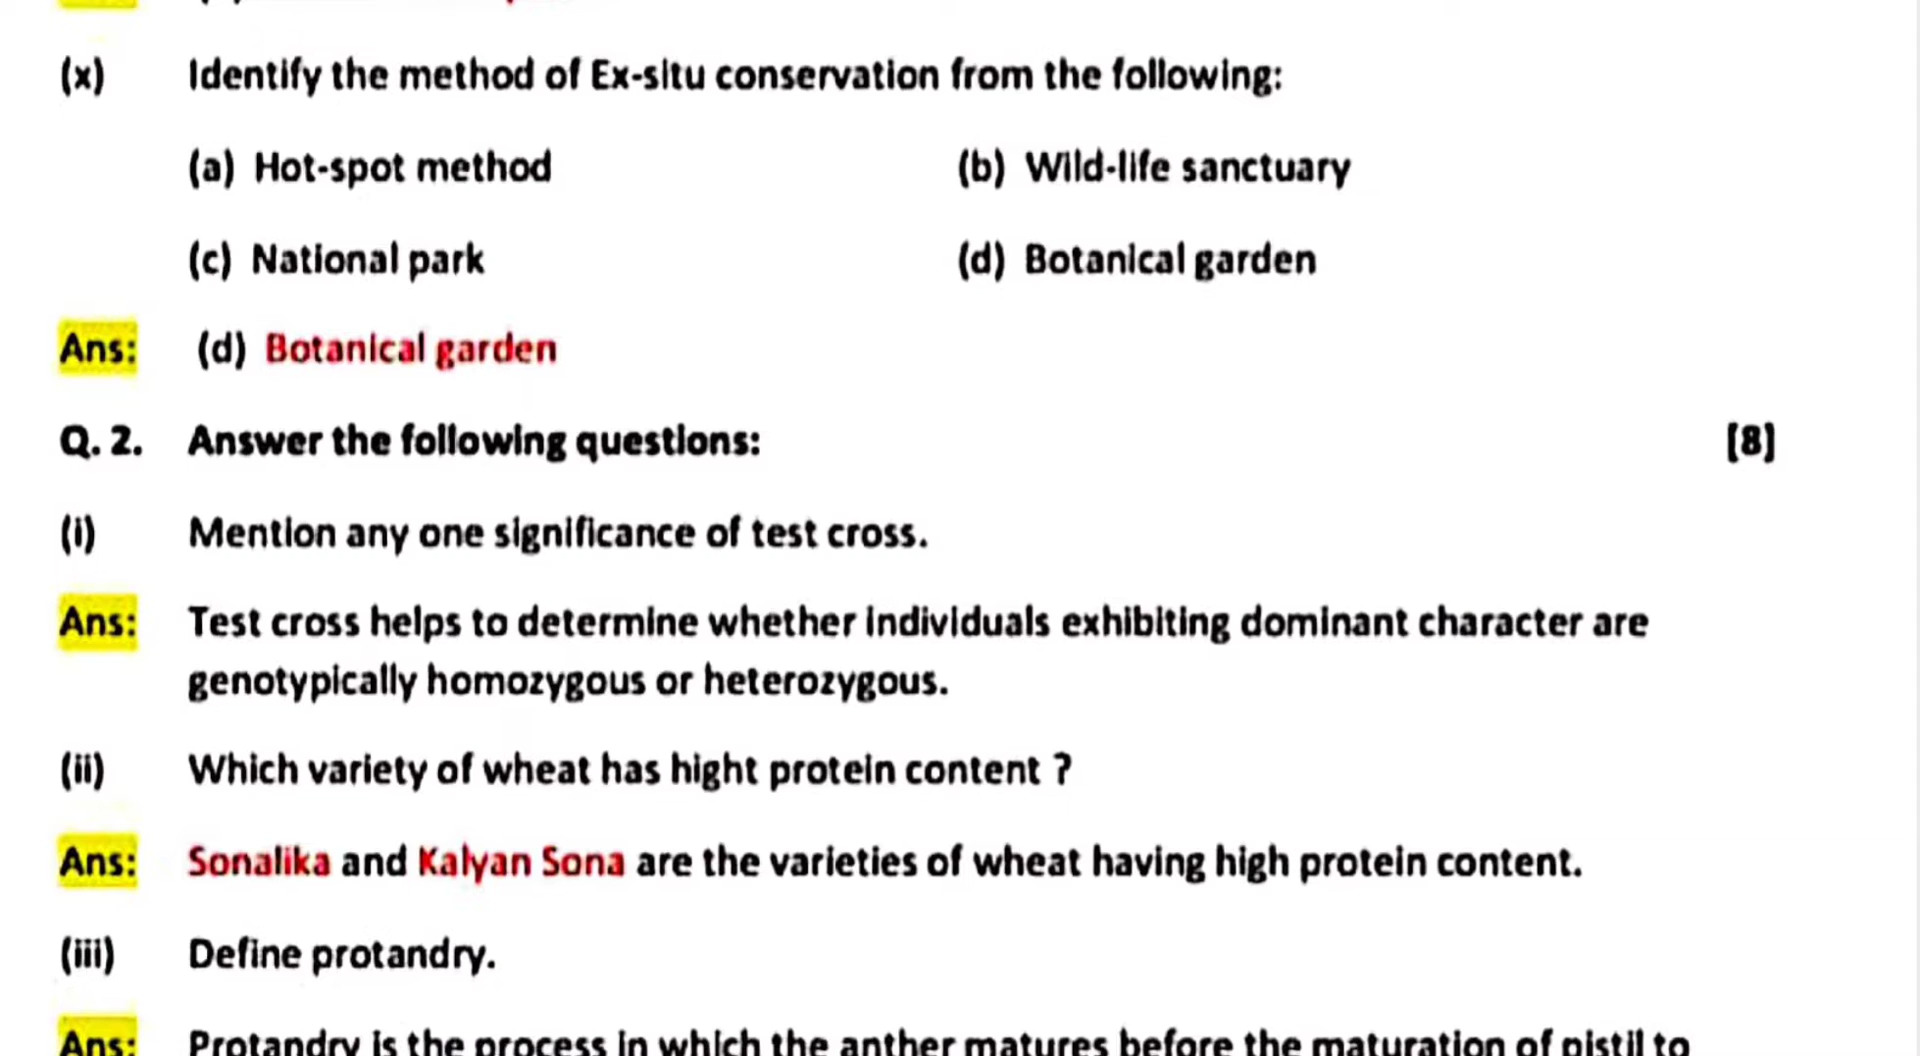 (x) Identify the method of Ex-situ conservation from the following:
(a) Hot-spot method (b) Wild-life sanctuary
(c) National park (d) Botanical garden
Ans: (d) Botanical garden
Q. 2. Answer the following questions: [8]
(i) Mention any one significance of test cross.
Ans: Test cross helps to determine whether individuals exhibiting dominant character are
genotypically homozygous or heterozygous.
(ii) Which variety of wheat has hight protein content ?
Ans: Sonalika and Kalyan Sona are the varieties of wheat having high protein content.
(iii) Define protandry.
Ans: Protandry is the process in which the anther matures before the maturation of pistil to